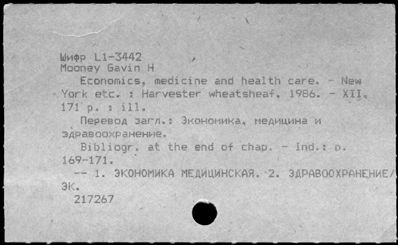 Шифр L1-3442
Mooney Gavin H
Economics, medicine and health care. - New
York etc. : Harvester wheatsheaf, 1986. - XII,
171 p. : ill.
Перевод загл.: Экономика, медицина и
здравоохранение.
Bibliogr. at the end of chap. - Ind.: p.
169-171.
-- 1. ЭКОНОМИКА МЕДИЦИНСКАЯ. 2. ЗДРАВООХРАНЕНИЕ/
ЭК.
217267